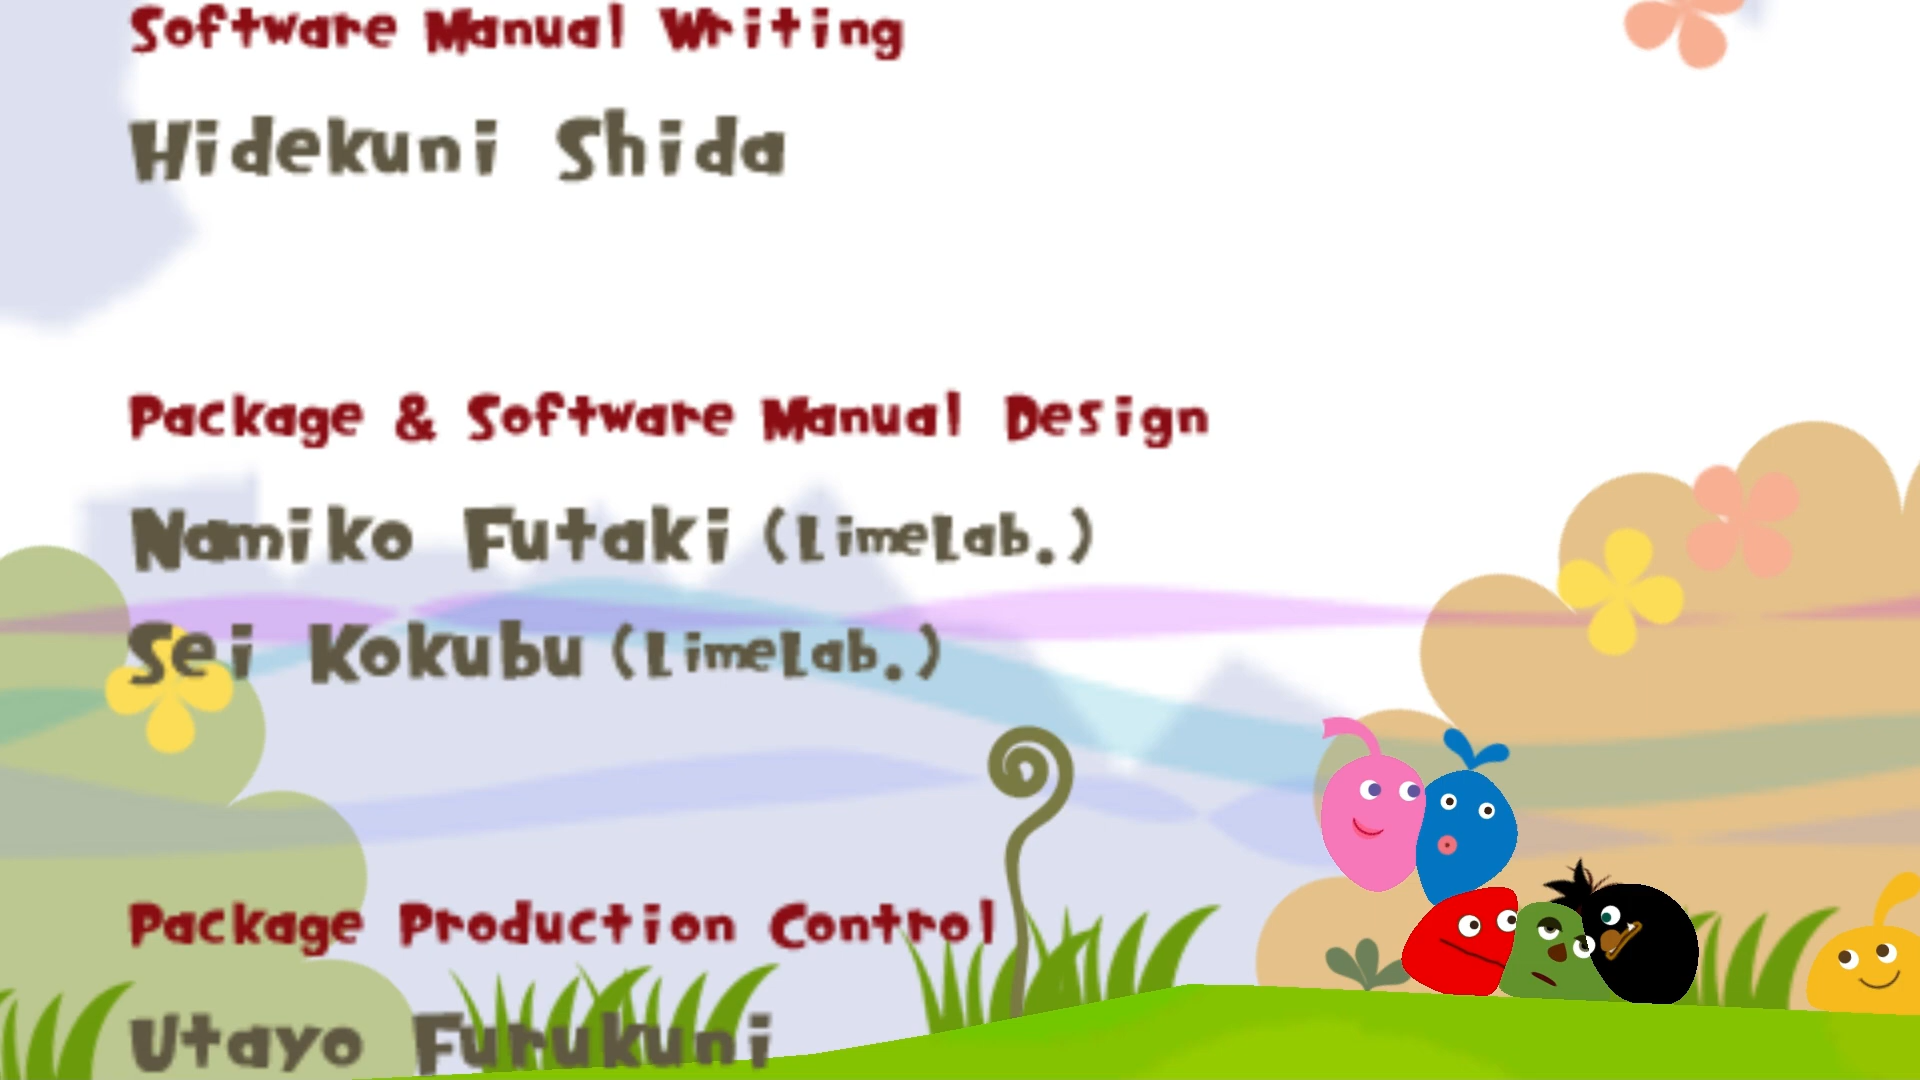 Software Manual Writing
Hidekuni Shida
Package & Software Manual Design
Namiko Futaki (LimeLab.)
Sei Kokubu (LimeLab.)
Package Production Control
Utayo Furukuni